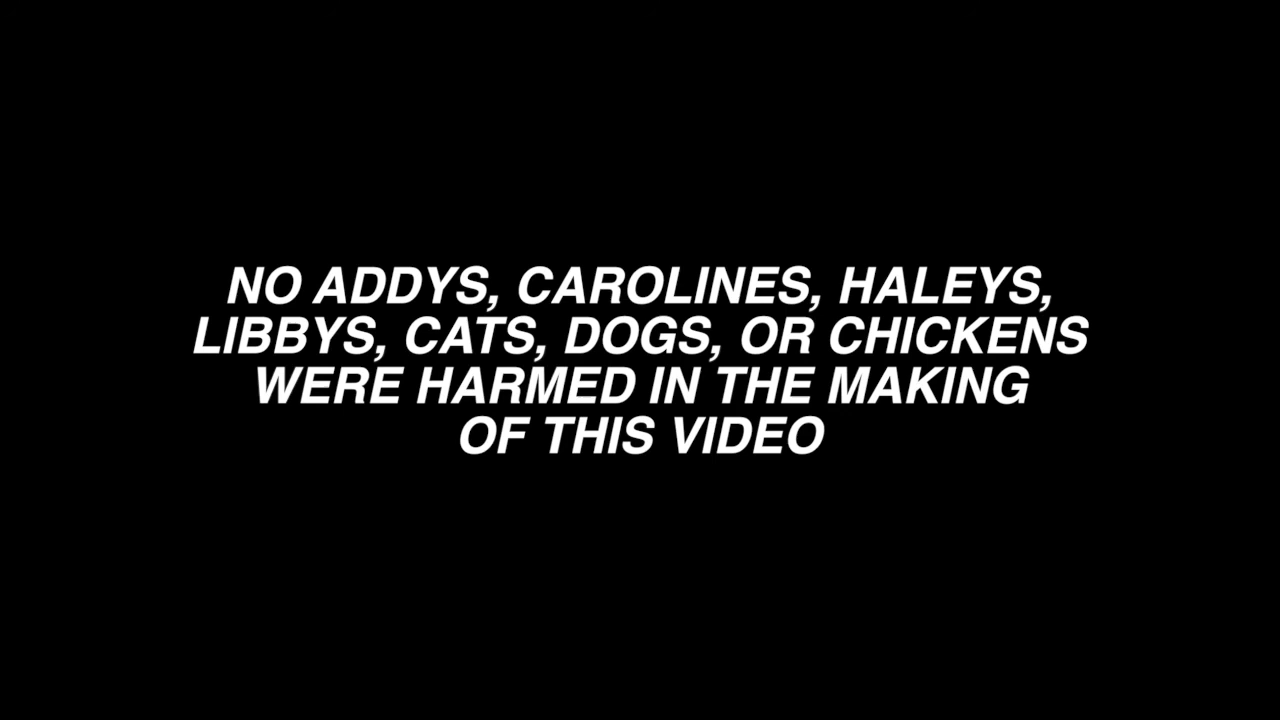 NO ADDYS, CAROLINES, HALEYS,
LIBBYS, CATS, DOGS, OR CHICKENS
WERE HARMED IN THE MAKING
OF THIS VIDEO